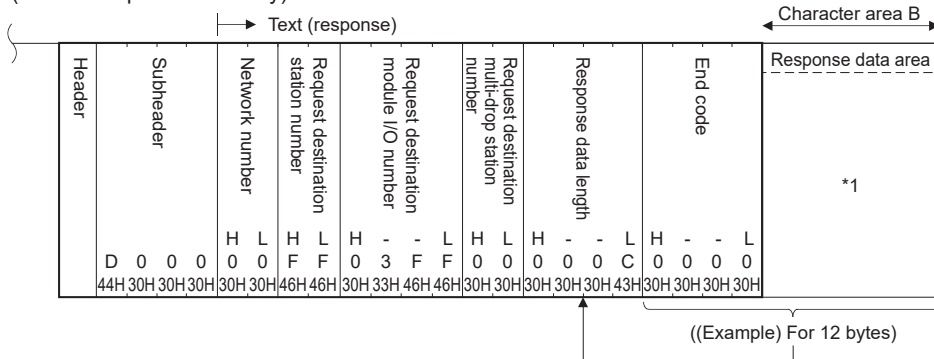 Text (response)
Character area B
Header
Subheader
Network number
Request destination
station number
Request destination
module I/O number
Request destination
multi-drop station
number
Response data length
End code
Response data area
*1
H L H L H - - L H L H - - L H - - L
D 0 0 0 0 0 F F 0 3 F F 0 0 0 0 0 C 0 0 0 0
44H 30H 30H 30H 30H 30H 46H 46H 30H 33H 46H 46H 30H 30H 30H 30H 30H 43H 30H 30H 30H 30H
((Example) For 12 bytes)